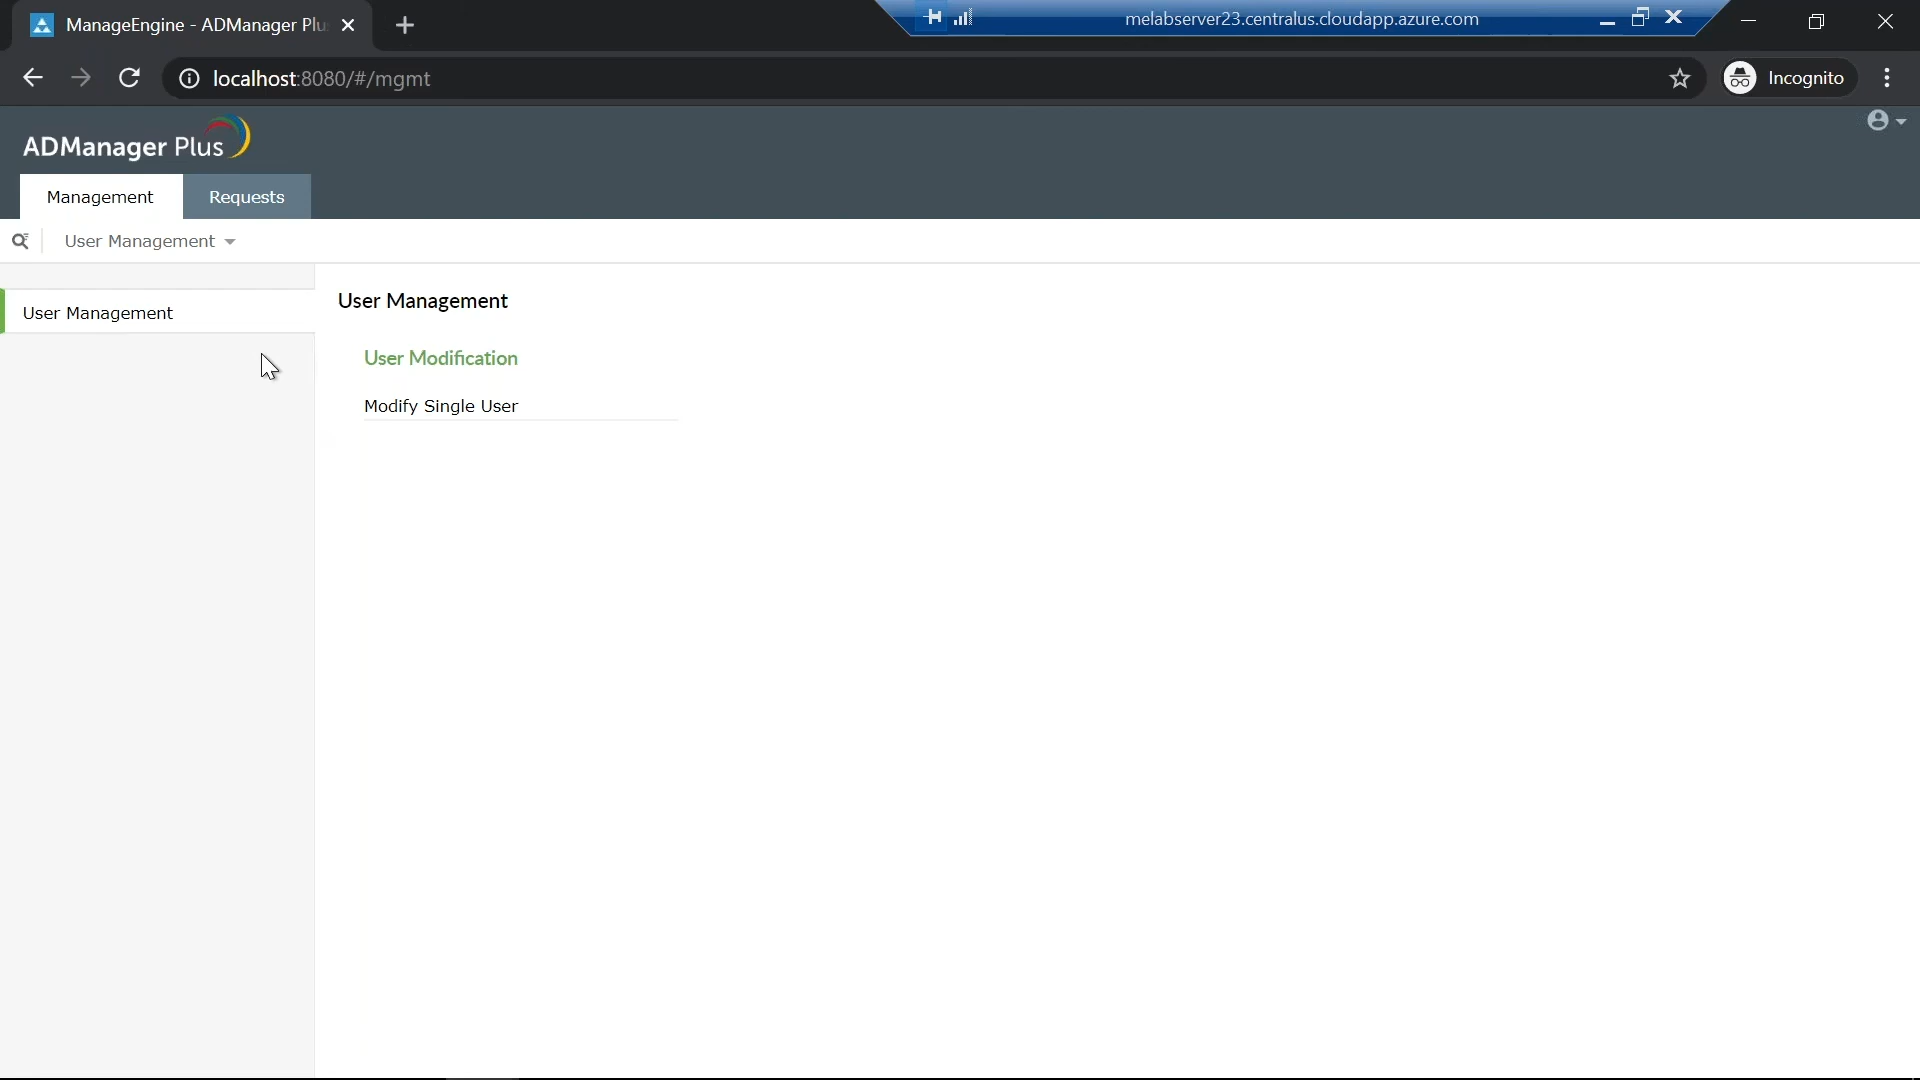 ManageEngine - ADManager Plu
melabserver23.centralus.cloudapp.azure.com
localhost:8080/#/mgmt
Incognito
ADManager Plus
Management
Requests
User Management
User Management
User Management
User Modification
Modify Single User